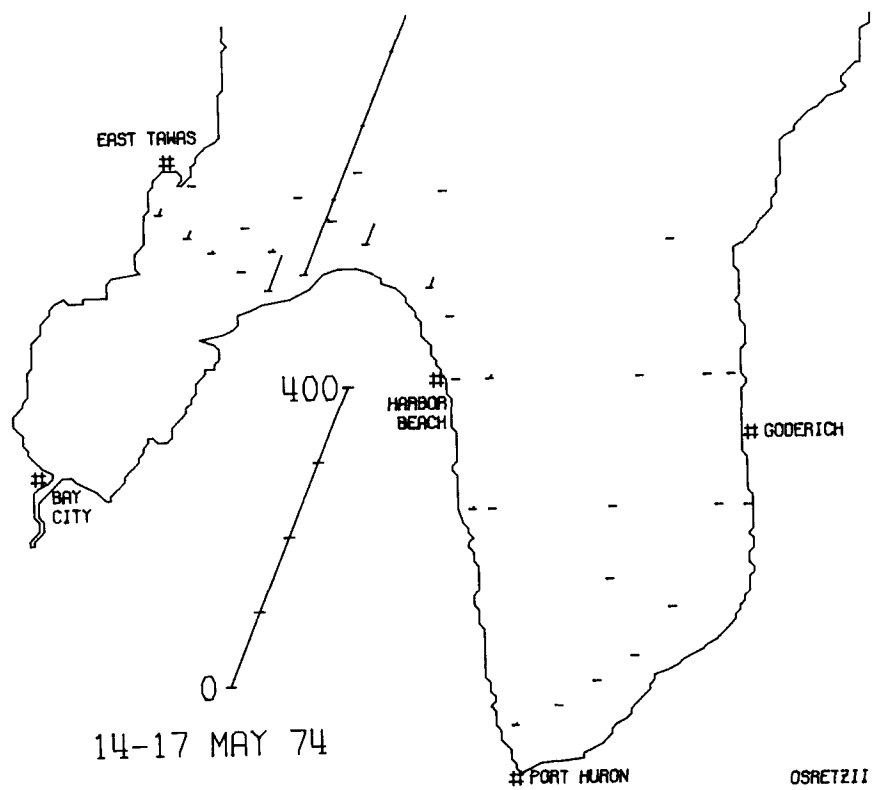 EAST TAWAS
400
HARBOR
BEACH
GODERICH
BAY
CITY
0
14-17 MAY 74
PORT HURON
OSRETZII